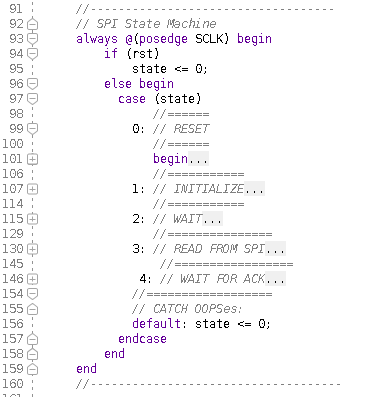 91 //-----------------------------------
92 // SPI State Machine
93 always @(posedge SCLK) begin
94 if (rst)
95 state <= 0;
96 else begin
97 case (state)
98 //======
99 0: // RESET
100 //======
101 begin...
106 //===========
107 1: // INITIALIZE...
114 //===========
115 2: // WAIT...
129 //===============
130 3: // READ FROM SPI...
145 //=================
146 4: // WAIT FOR ACK...
154 //=================
155 // CATCH OOPSes:
156 default: state <= 0;
157 endcase
158 end
159 end
160 //------------------------------------
161